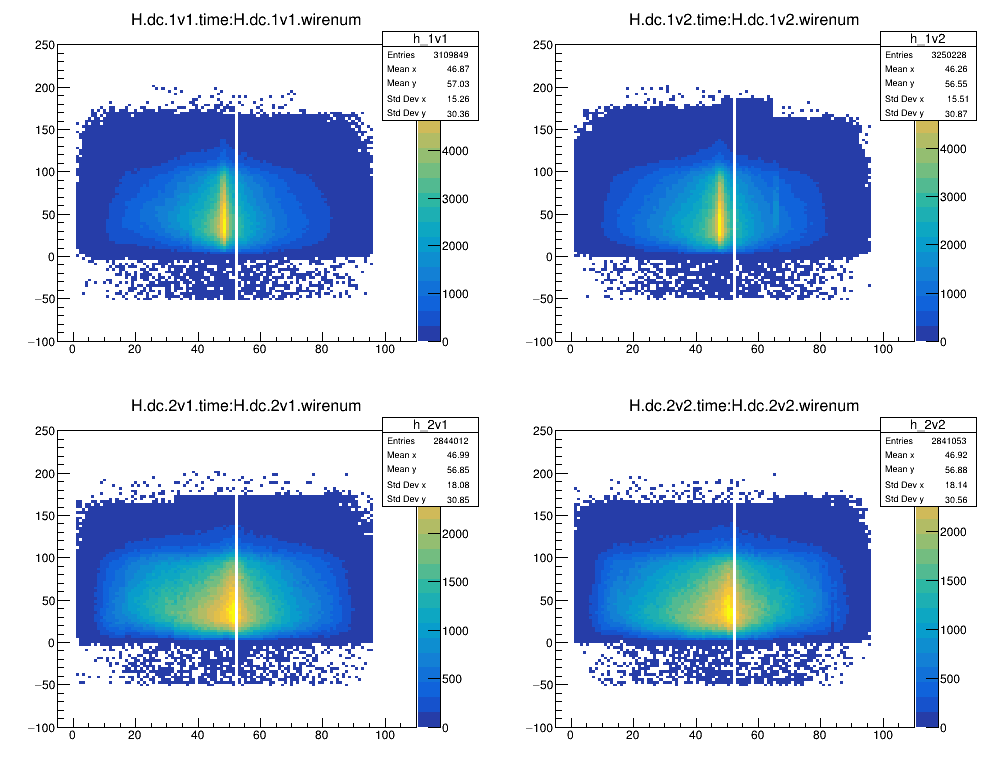 H.dc.1v1.time:H.dc.1v1.wirenum
h_1v1
Entries 3109849
Mean x 46.87
Mean y 57.03
Std Dev x 15.26
Std Dev y 30.36
250
200
150
100
50
0
−50
−100
0 20 40 60 80 100
4000
3000
2000
1000
0
H.dc.1v2.time:H.dc.1v2.wirenum
h_1v2
Entries 3250228
Mean x 46.26
Mean y 56.55
Std Dev x 15.51
Std Dev y 30.87
250
200
150
100
50
0
−50
−100
0 20 40 60 80 100
4000
3000
2000
1000
0
H.dc.2v1.time:H.dc.2v1.wirenum
h_2v1
Entries 2844012
Mean x 46.99
Mean y 56.85
Std Dev x 18.08
Std Dev y 30.85
250
200
150
100
50
0
−50
−100
0 20 40 60 80 100
2000
1500
1000
500
0
H.dc.2v2.time:H.dc.2v2.wirenum
h_2v2
Entries 2841053
Mean x 46.92
Mean y 56.88
Std Dev x 18.14
Std Dev y 30.56
250
200
150
100
50
0
−50
−100
0 20 40 60 80 100
2000
1500
1000
500
0